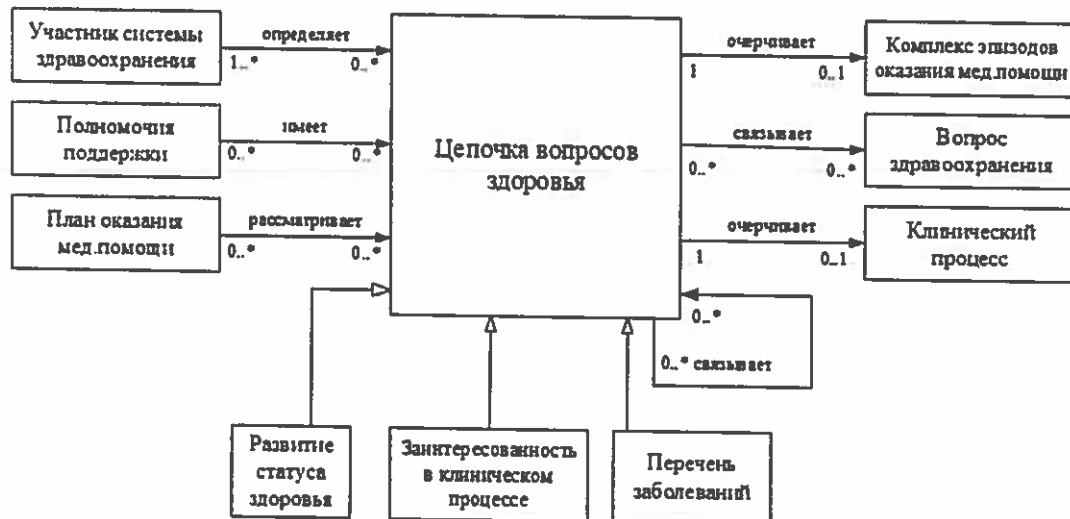 Участник системы
здравоохранения
определяет
1..*
0..*
Полномочия
поддержки
имеет
0..*
0..*
План оказания
мед.помощи
рассматривает
0..*
0..*
Цепочка вопросов
здоровья
очерчивает
1
0..1
Комплекс эпизодов
оказания мед.помощи
связывает
0..*
0..*
Вопрос
здравоохранения
очерчивает
1
0..1
Клинический
процесс
0..*
0..* связывает
Развитие
статуса
здоровья
Заинтересованность
в клиническом
процессе
Перечень
заболеваний